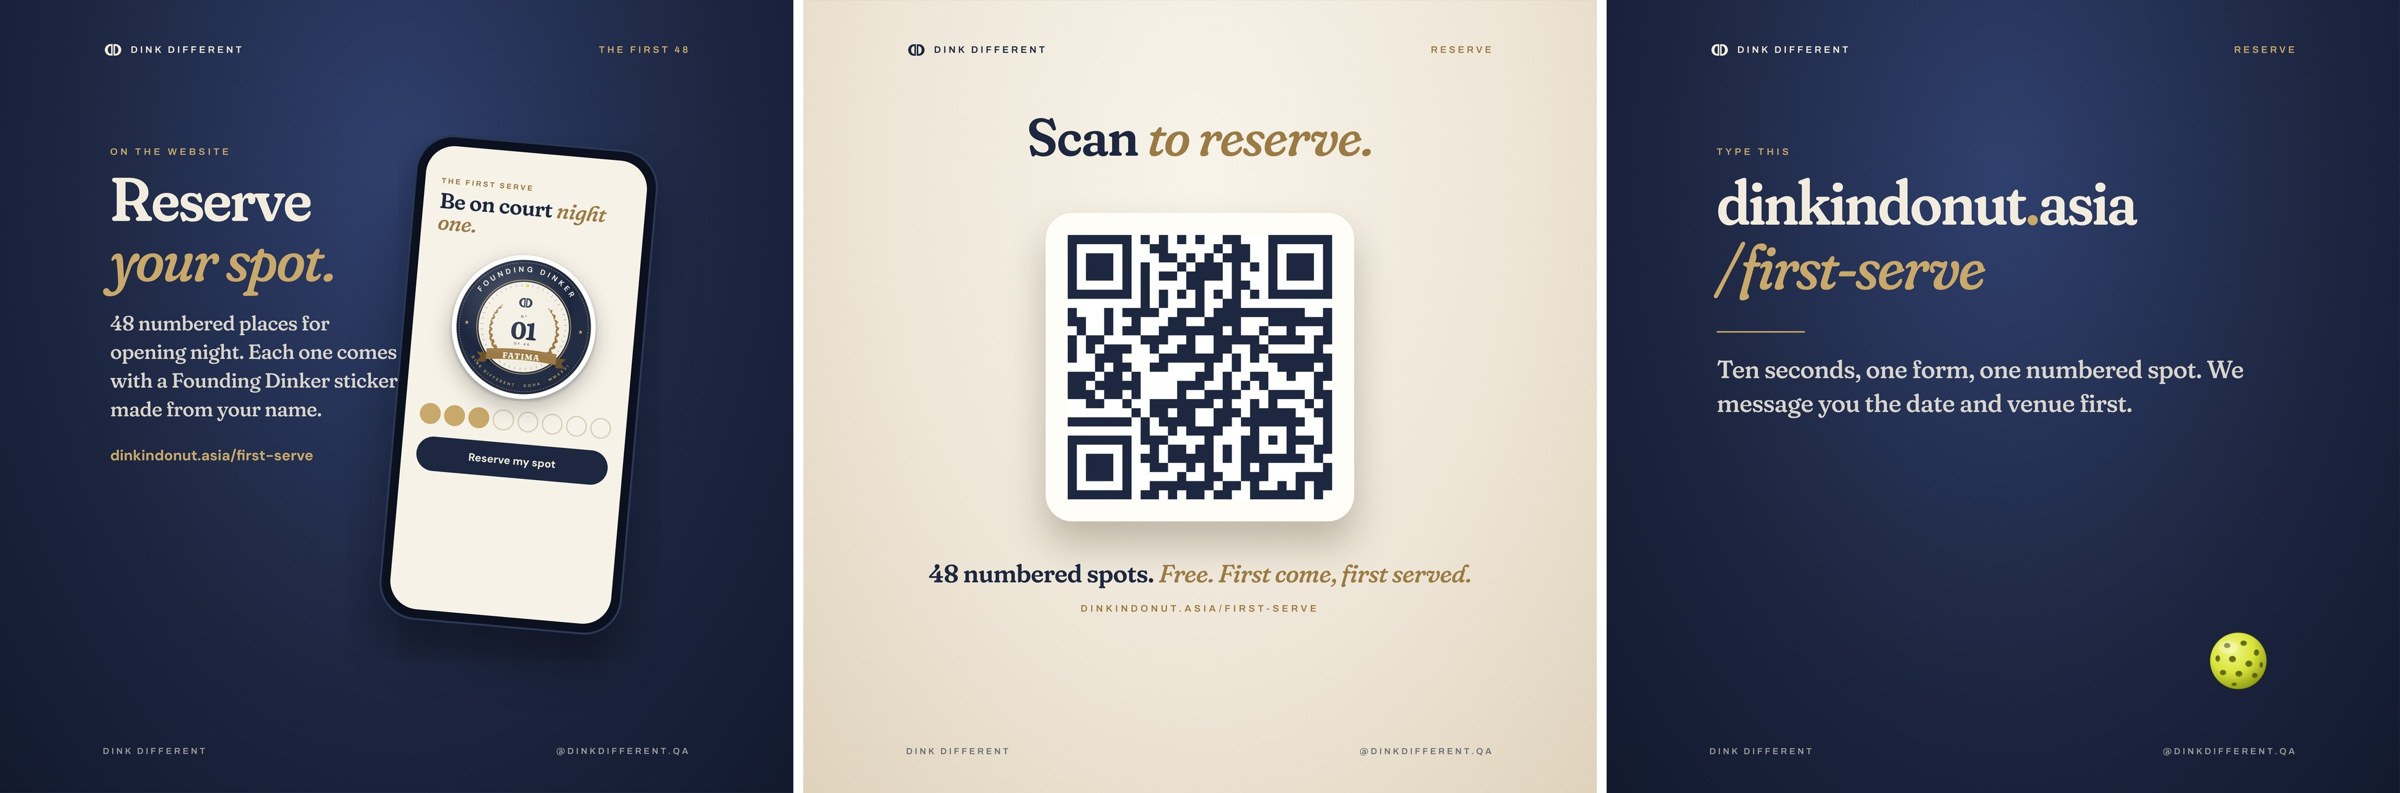 DINK DIFFERENT
THE FIRST 48
ON THE WEBSITE
Reserve
your spot.
48 numbered places for
opening night. Each one comes
with a Founding Dinker sticker
made from your name.
dinkindonut.asia/first-serve
THE FIRST SERVE
Be on court night
one.
FOUNDING DINKER
01
OF 48
FATIMA
Reserve my spot
DINK DIFFERENT
@DINKDIFFERENT.QA
DINK DIFFERENT
RESERVE
Scan to reserve.
48 numbered spots. Free. First come, first served.
DINKINDONUT.ASIA/FIRST-SERVE
DINK DIFFERENT
@DINKDIFFERENT.QA
DINK DIFFERENT
RESERVE
TYPE THIS
dinkindonut.asia
/first-serve
Ten seconds, one form, one numbered spot. We
message you the date and venue first.
DINK DIFFERENT
@DINKDIFFERENT.QA